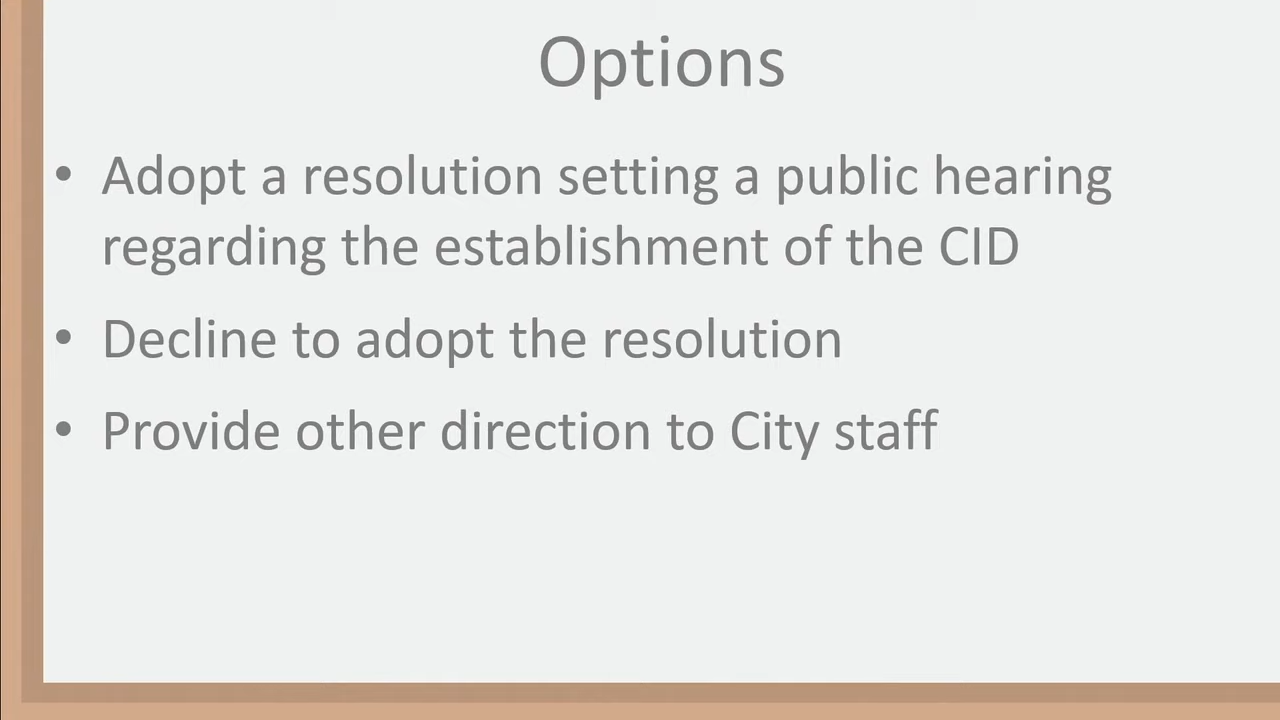 Options
• Adopt a resolution setting a public hearing
regarding the establishment of the CID
• Decline to adopt the resolution
• Provide other direction to City staff